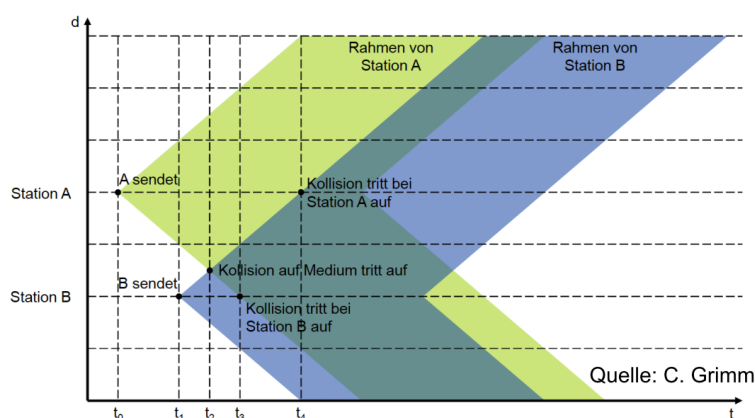 d
Rahmen von
Station A
Rahmen von
Station B
A sendet
Station A
Kollision tritt bei
Station A auf
Kollision auf Medium tritt auf
B sendet
Station B
Kollision tritt bei
Station B auf
Quelle: C. Grimm
t₀ t₁ t₂ t₃ t₄ t